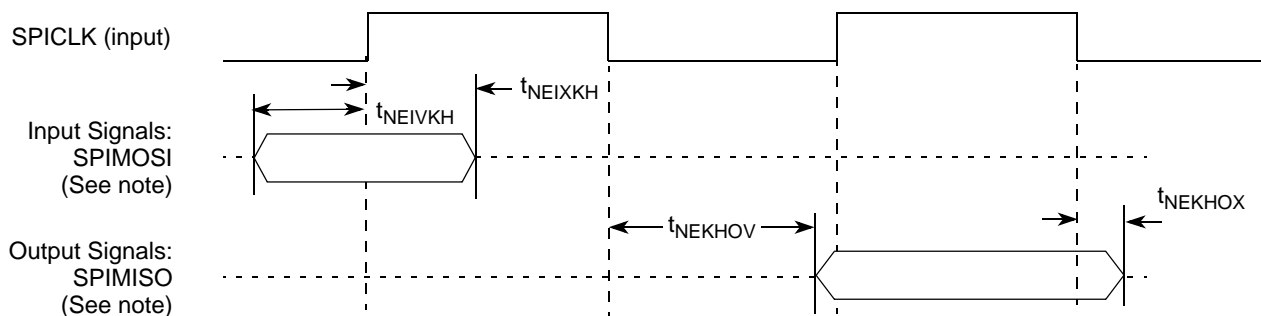 SPICLK (input)
tNEIXKH
tNEIVKH
Input Signals:
SPIMOSI
(See note)
tNEKHOX
tNEKHOV
Output Signals:
SPIMISO
(See note)